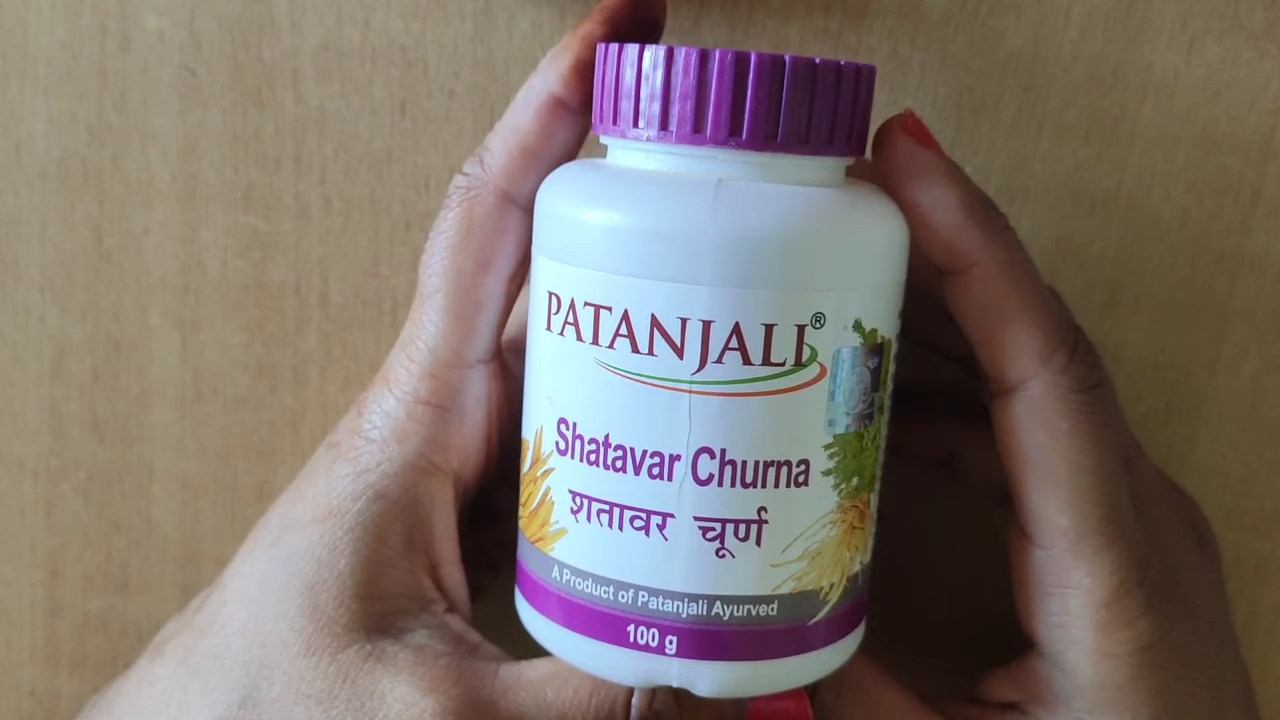 PATANJALI®
Shatavar Churna
शतावर चूर्ण
A Product of Patanjali Ayurved
100 g